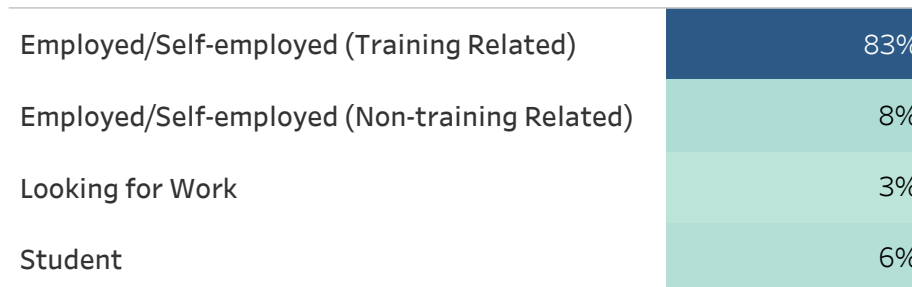 Employed/Self-employed (Training Related) 83%
Employed/Self-employed (Non-training Related) 8%
Looking for Work 3%
Student 6%